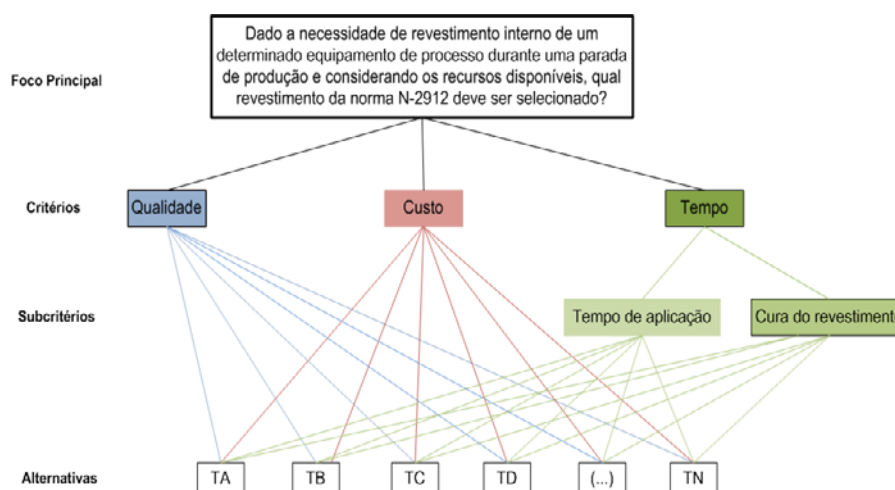 Dado a necessidade de revestimento interno de um
determinado equipamento de processo durante uma parada
de produção e considerando os recursos disponíveis, qual
revestimento da norma N-2912 deve ser selecionado?
Foco Principal
Critérios
Qualidade
Custo
Tempo
Subcritérios
Tempo de aplicação
Cura do revestimento
Alternativas
TA
TB
TC
TD
(...)
TN